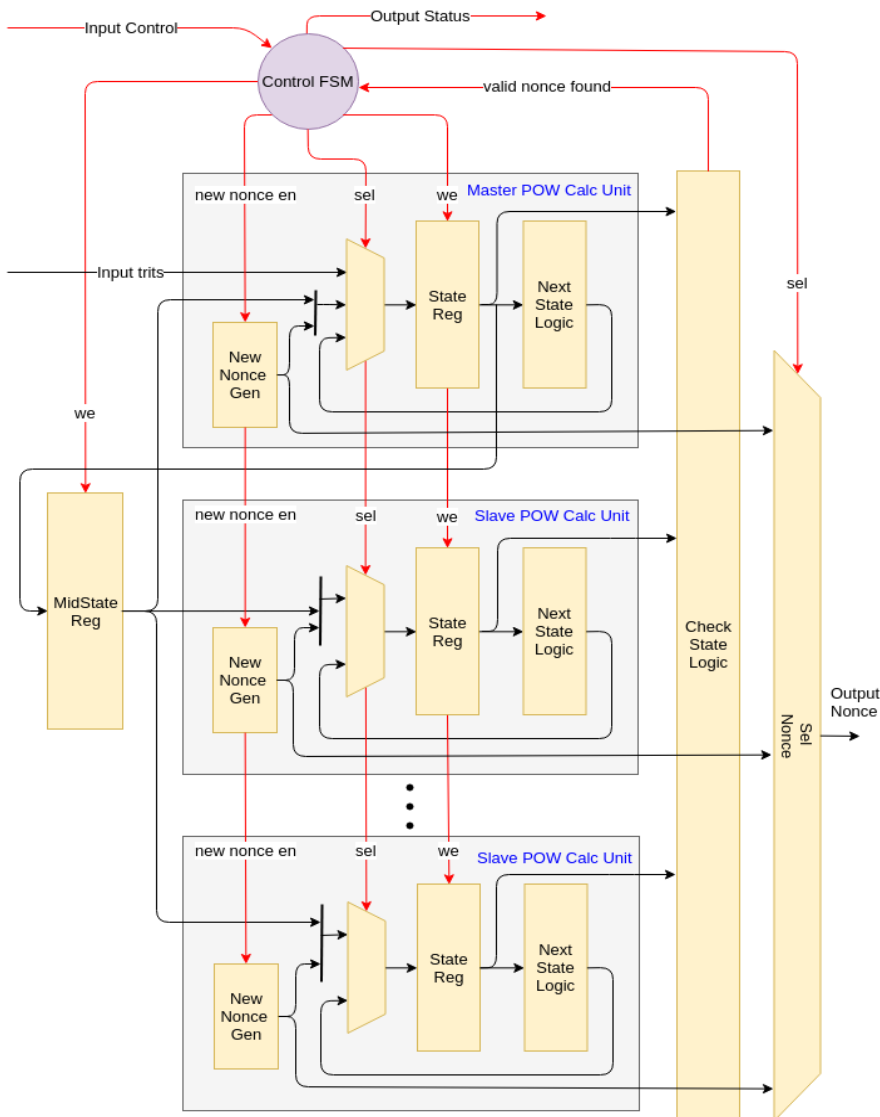 Output Status
Input Control
Control FSM
valid nonce found
Master POW Calc Unit
new nonce en
sel
we
Input trits
State
Reg
Next
State
Logic
sel
New
Nonce
Gen
we
Slave POW Calc Unit
new nonce en
sel
we
MidState
Reg
State
Reg
Next
State
Logic
New
Nonce
Gen
Check
State
Logic
Output
Nonce
Sel
Nonce
Slave POW Calc Unit
new nonce en
sel
we
State
Reg
Next
State
Logic
New
Nonce
Gen